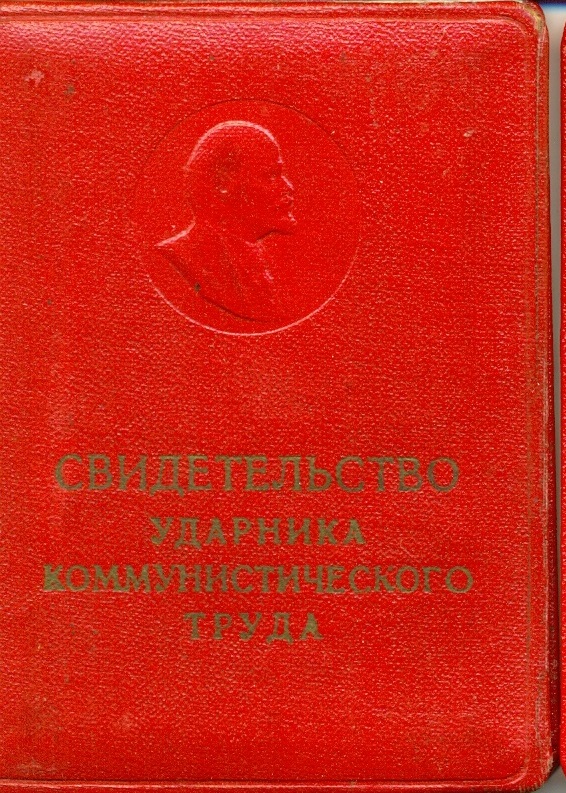 СВИДЕТЕЛЬСТВО
УДАРНИКА
КОММУНИСТИЧЕСКОГО
ТРУДА